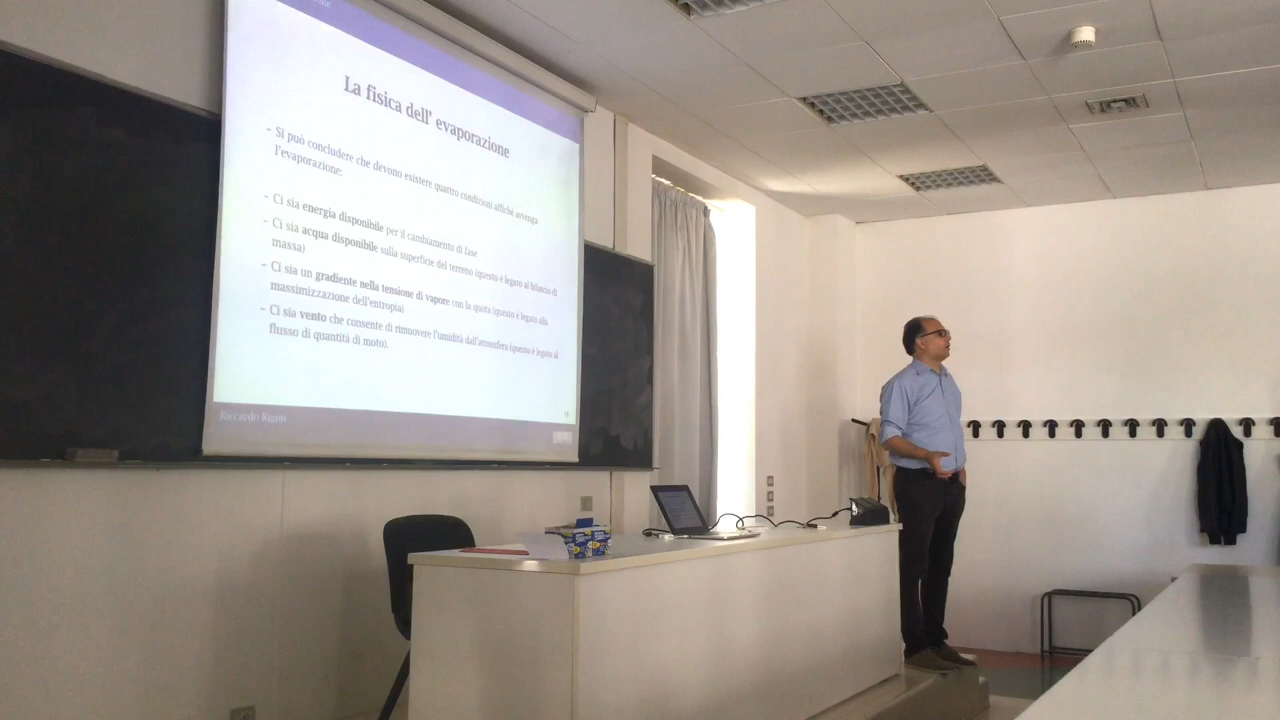 La fisica dell' evaporazione
- Si può concludere che devono esistere quattro condizioni affichè avvenga
l'evaporazione:
- Ci sia energia disponibile per il cambiamento di fase
- Ci sia acqua disponibile sulla superficie del terreno (questo è legato al bilancio di
massa)
- Ci sia un gradiente nella tensione di vapore con la quota (questo è legato alla
massimizzazione dell'entropia)
- Ci sia vento che consente di rimuovere l'umidità dall'atmosfera (questo è legato al
flusso di quantità di moto).
Riccardo Rigon